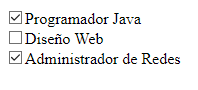 Programador Java
Diseño Web
Administrador de Redes